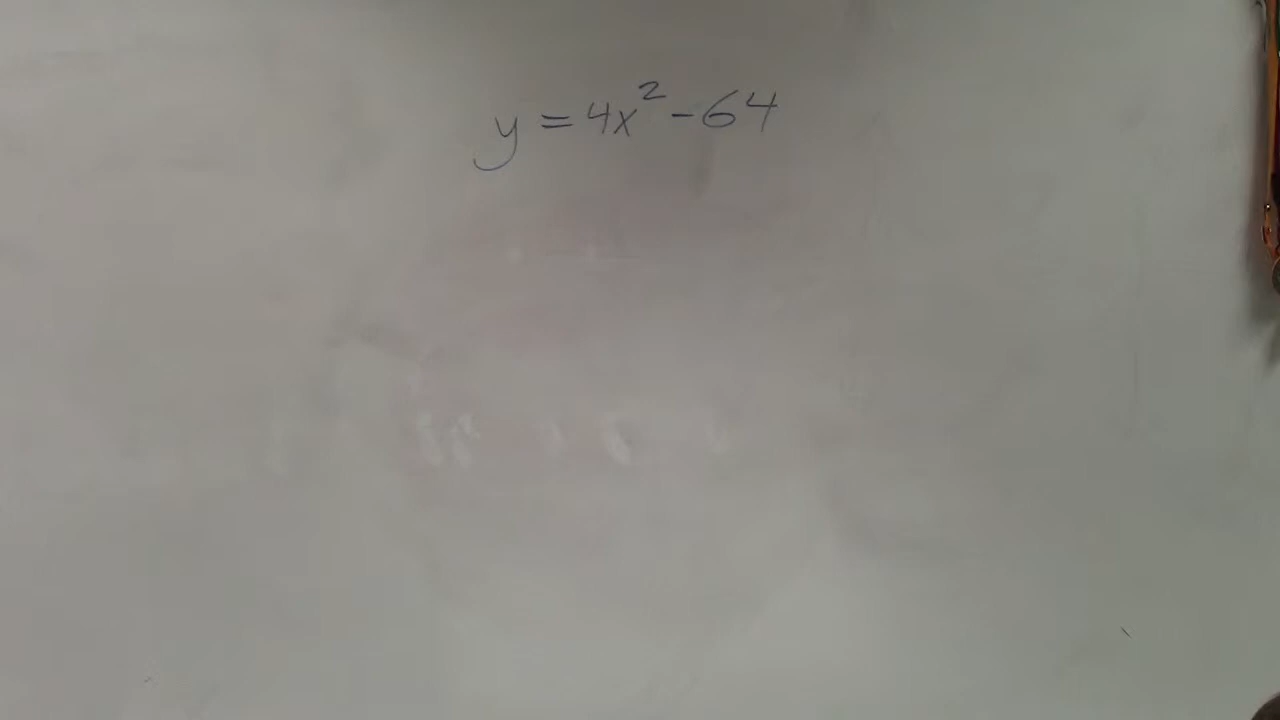 y = 4x² - 64